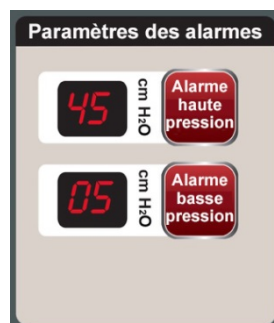 Paramètres des alarmes
45
cm H₂O
Alarme
haute
pression
05
cm H₂O
Alarme
basse
pression